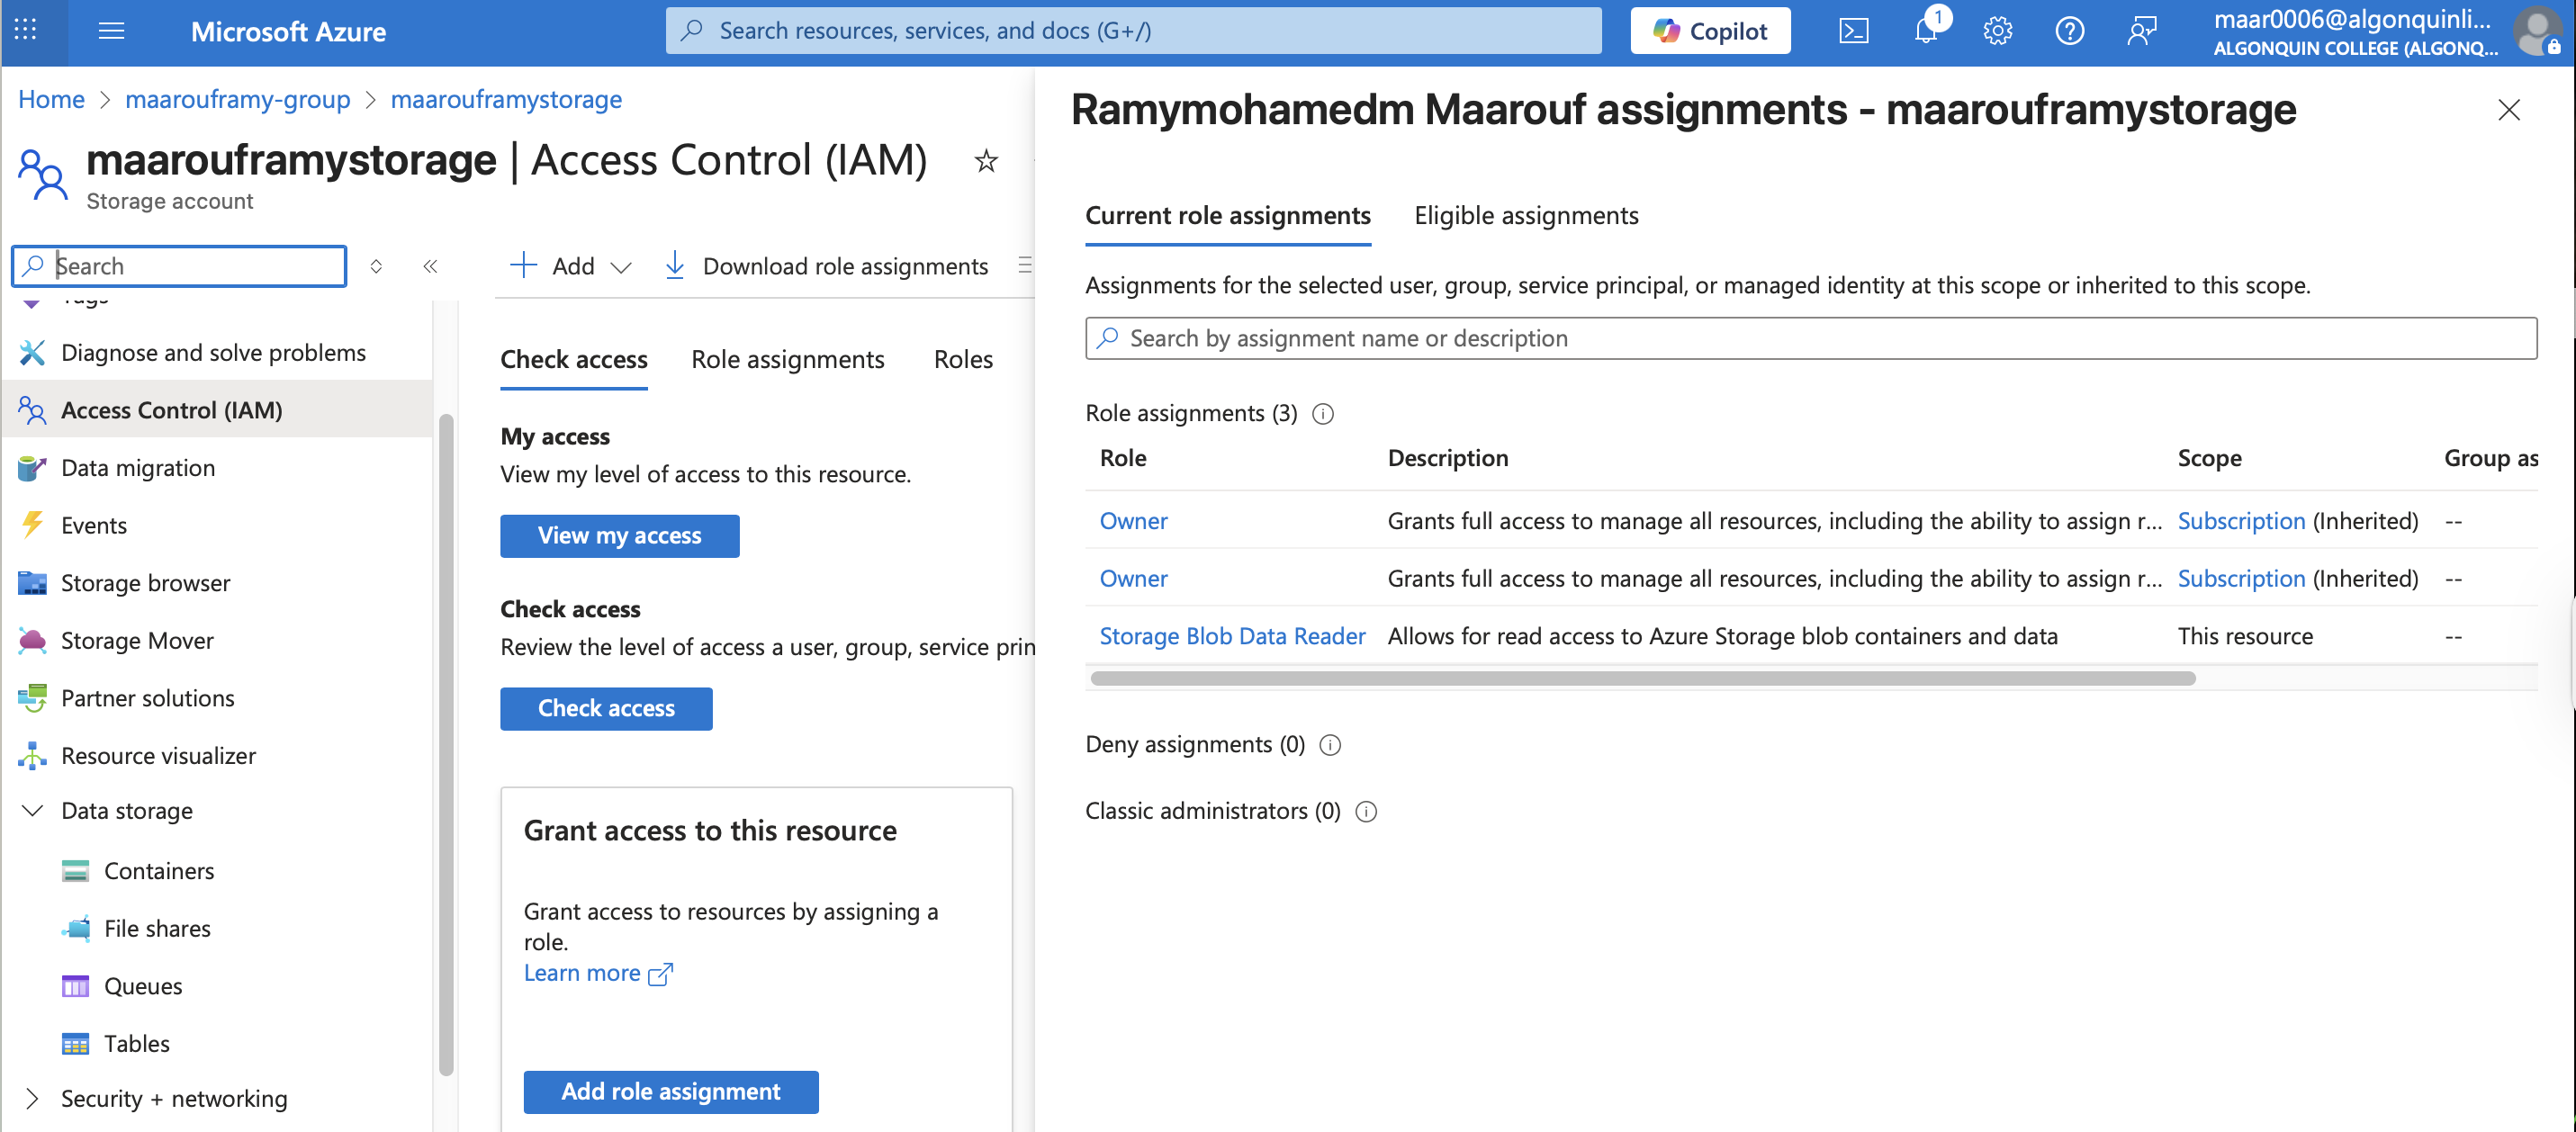 Microsoft Azure
Search resources, services, and docs (G+/)
Copilot
1
maar0006@algonquinli...
ALGONQUIN COLLEGE (ALGONQ...
Home > maarouframy-group > maarouframystorage
maarouframystorage | Access Control (IAM)
Storage account
Search
Add
Download role assignments
Tags
Diagnose and solve problems
Access Control (IAM)
Data migration
Events
Storage browser
Storage Mover
Partner solutions
Resource visualizer
Data storage
Containers
File shares
Queues
Tables
Security + networking
Check access
Role assignments
Roles
My access
View my level of access to this resource.
View my access
Check access
Review the level of access a user, group, service prin
Check access
Grant access to this resource
Grant access to resources by assigning a
role.
Learn more
Add role assignment
Ramymohamedm Maarouf assignments - maarouframystorage
Current role assignments
Eligible assignments
Assignments for the selected user, group, service principal, or managed identity at this scope or inherited to this scope.
Search by assignment name or description
Role assignments (3)
Role Description Scope Group as
Owner Grants full access to manage all resources, including the ability to assign r... Subscription (Inherited) --
Owner Grants full access to manage all resources, including the ability to assign r... Subscription (Inherited) --
Storage Blob Data Reader Allows for read access to Azure Storage blob containers and data This resource --
Deny assignments (0)
Classic administrators (0)